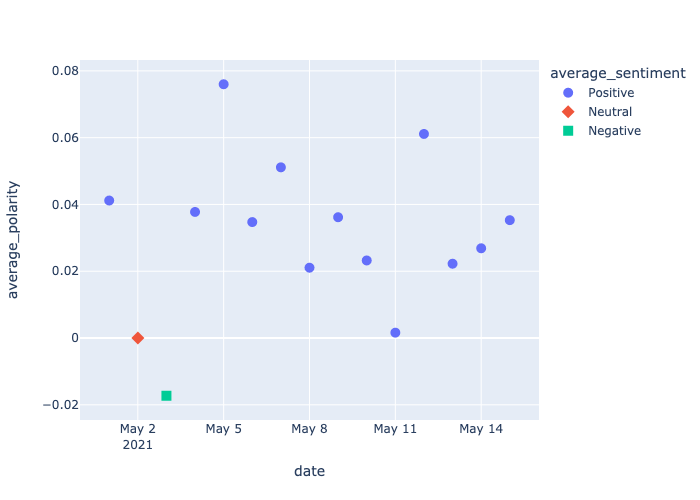 average_sentiment
Positive
Neutral
Negative
average_polarity
0.08
0.06
0.04
0.02
0
−0.02
May 2
2021
May 5
May 8
May 11
May 14
date